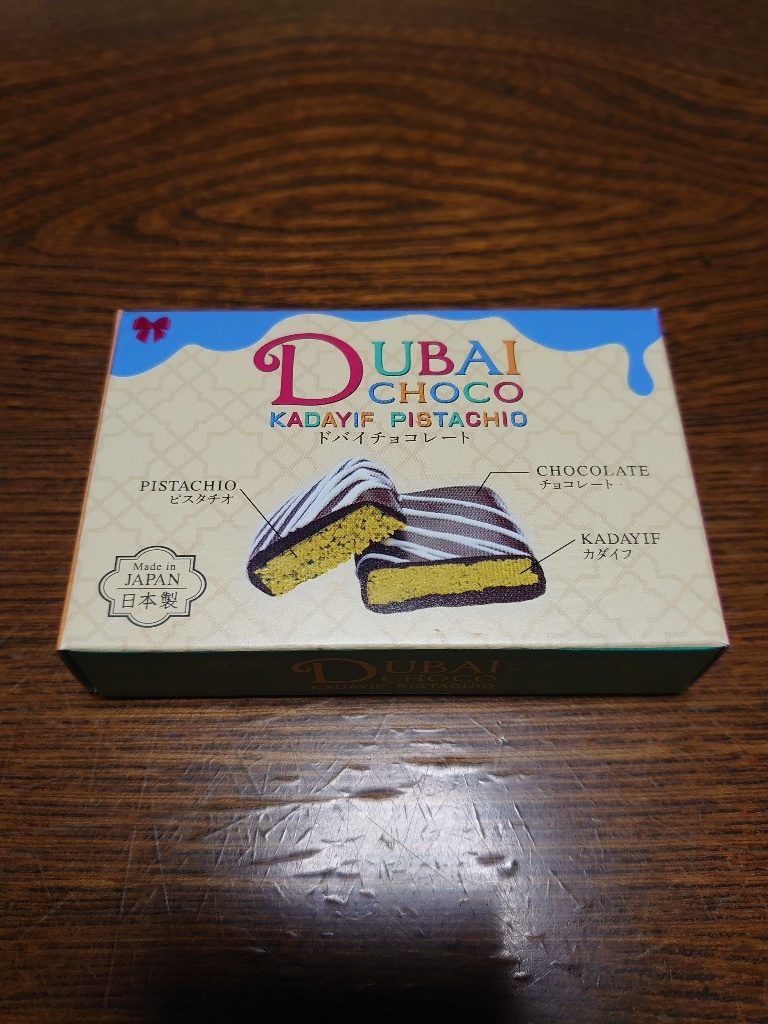 DUBAI
CHOCO
KADAYIF PISTACHIO
ドバイチョコレート
PISTACHIO
ピスタチオ
CHOCOLATE
チョコレート
KADAYIF
カダイフ
Made in
JAPAN
日本製
DUBAI
CHOCO
KADAYIF PISTACHIO